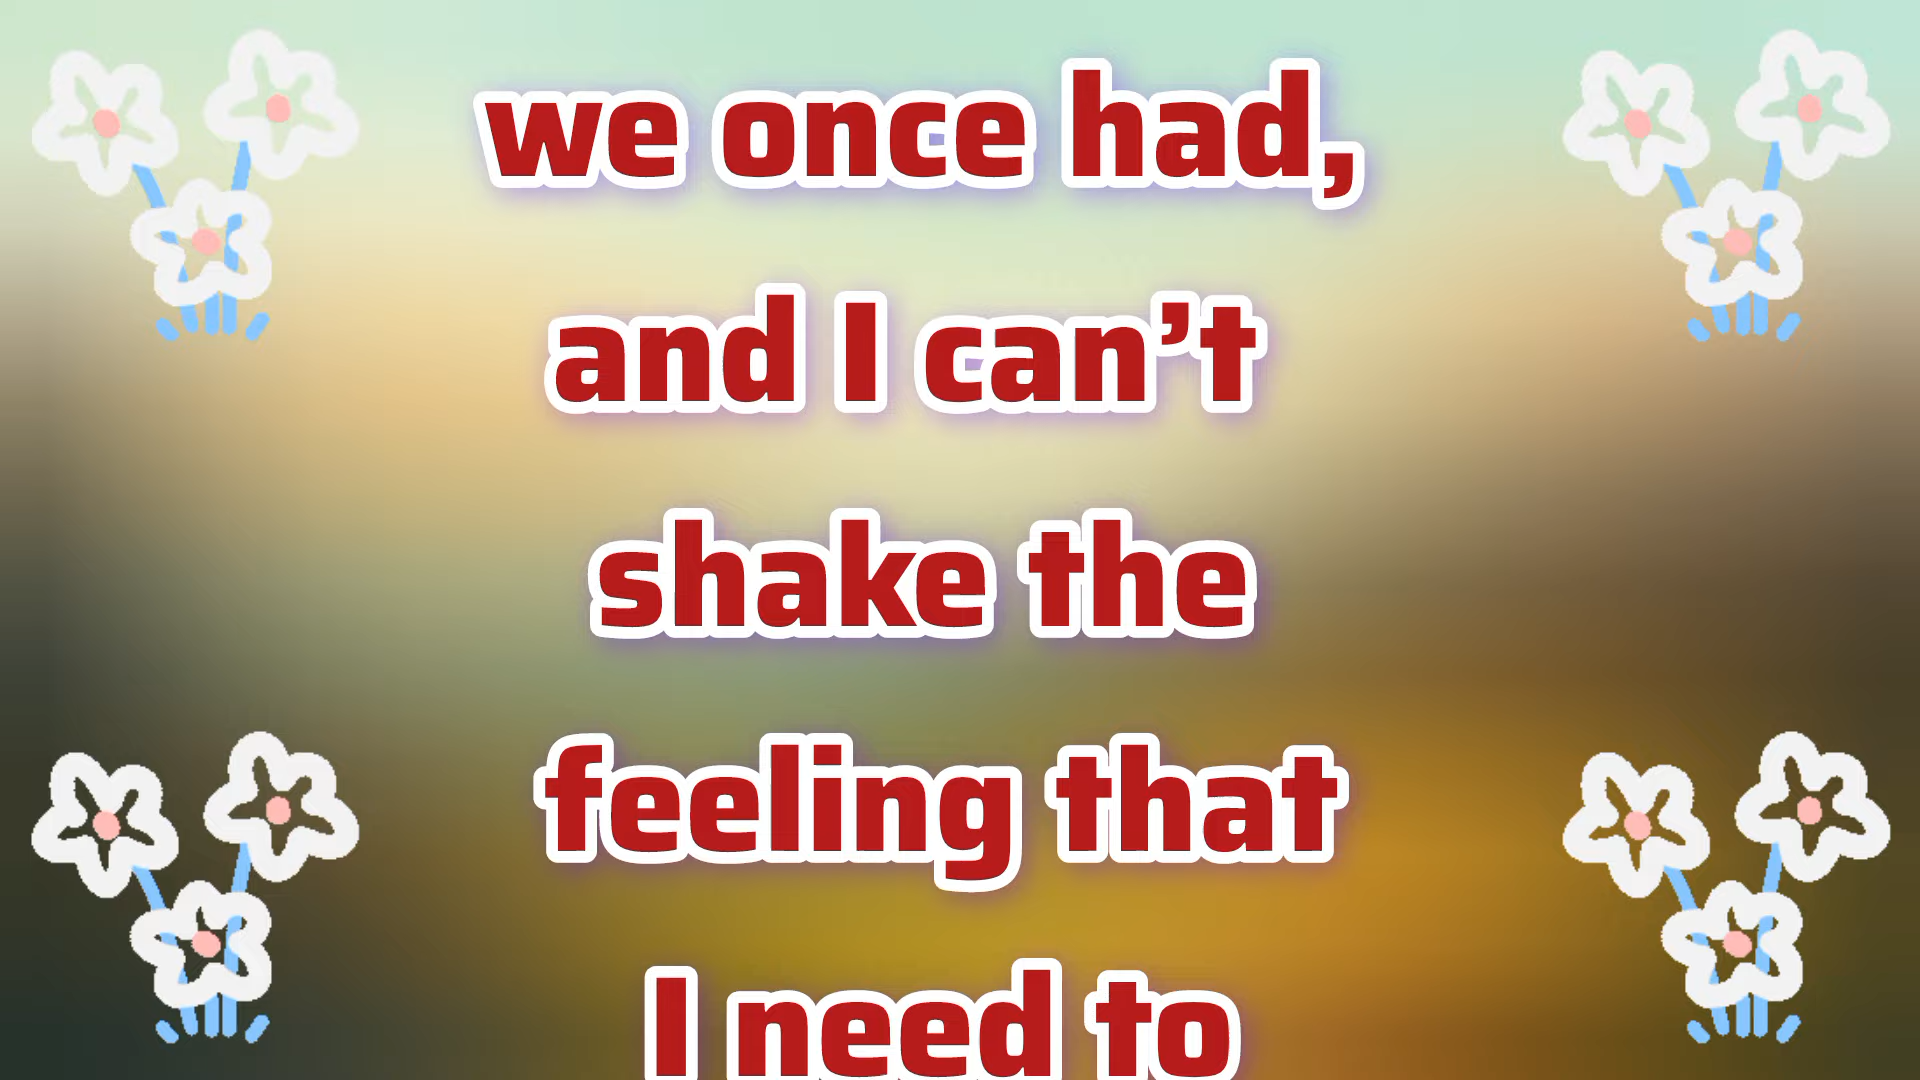 we once had,
and I can’t
shake the
feeling that
I need to